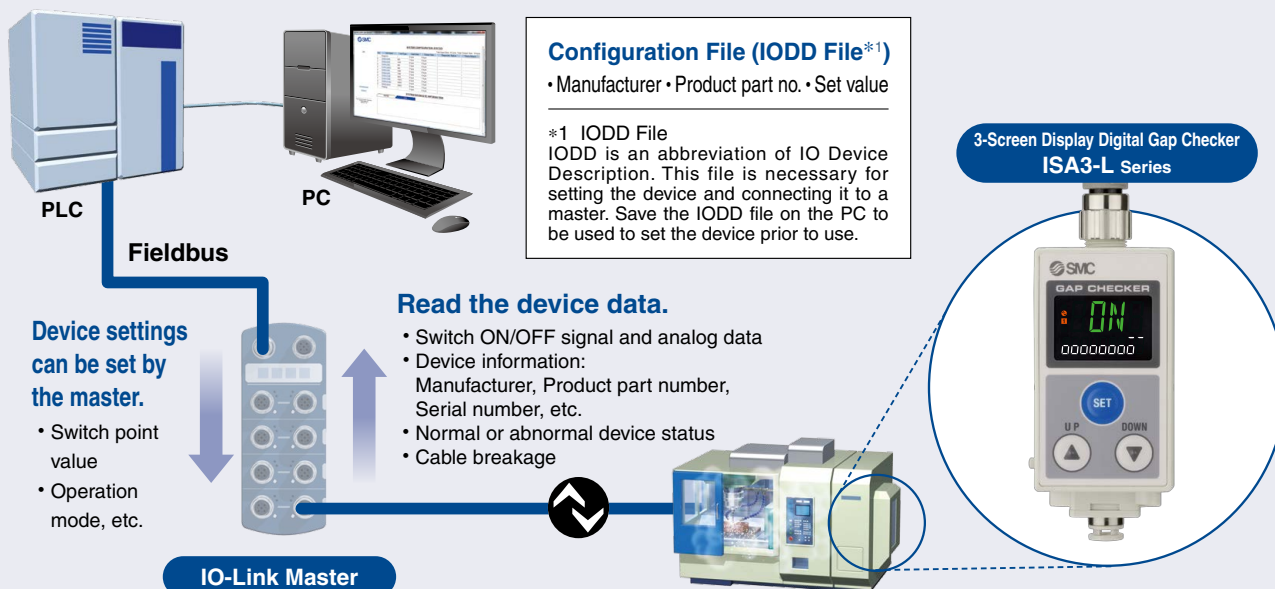 SMC
Configuration File (IODD File*1)
• Manufacturer • Product part no. • Set value
*1 IODD File
IODD is an abbreviation of IO Device
Description. This file is necessary for
setting the device and connecting it to a
master. Save the IODD file on the PC to
be used to set the device prior to use.
PLC
PC
Fieldbus
3-Screen Display Digital Gap Checker
ISA3-L Series
SMC
GAP CHECKER
ON
--
00000000
SET
UP
DOWN
Device settings
can be set by
the master.
• Switch point
value
• Operation
mode, etc.
Read the device data.
• Switch ON/OFF signal and analog data
• Device information:
Manufacturer, Product part number,
Serial number, etc.
• Normal or abnormal device status
• Cable breakage
IO-Link Master